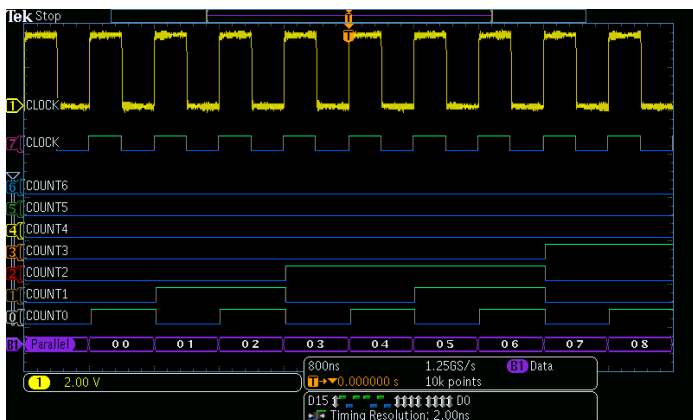 Tek Stop
T
T
1 CLOCK
7 CLOCK
6 COUNT6
5 COUNT5
4 COUNT4
3 COUNT3
2 COUNT2
1 COUNT1
0 COUNT0
B1 Parallel 00 01 02 03 04 05 06 07 08
800ns 1.25GS/s B1 Data
1 2.00 V T→▼0.000000 s 10k points
D15 D0
Timing Resolution: 2.00ns